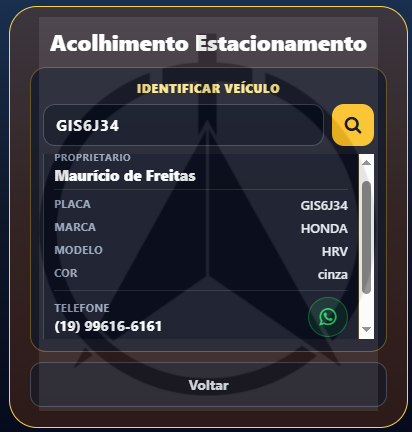 Acolhimento Estacionamento
IDENTIFICAR VEÍCULO
GIS6J34
PROPRIETÁRIO
Maurício de Freitas
PLACA GIS6J34
MARCA HONDA
MODELO HRV
COR cinza
TELEFONE
(19) 99616-6161
Voltar